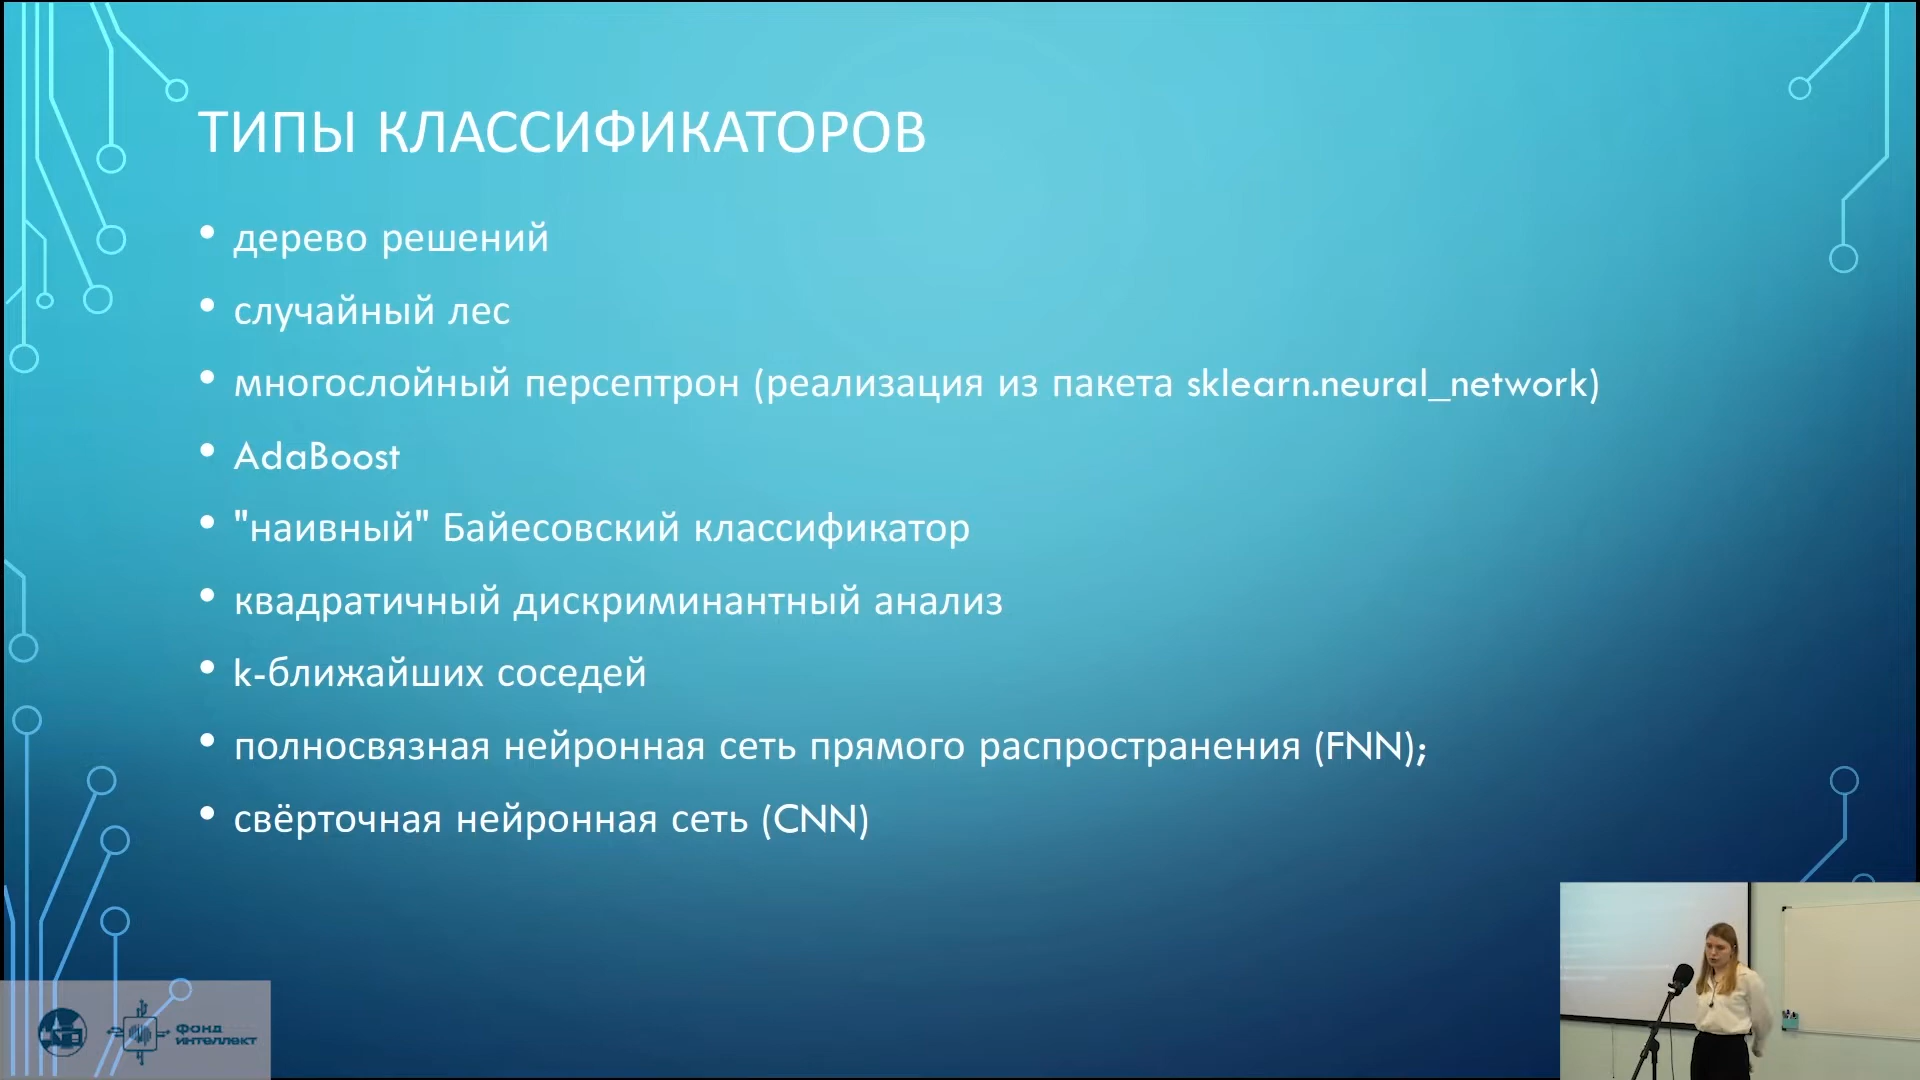 ТИПЫ КЛАССИФИКАТОРОВ
• дерево решений
• случайный лес
• многослойный персептрон (реализация из пакета sklearn.neural_network)
• AdaBoost
• "наивный" Байесовский классификатор
• квадратичный дискриминантный анализ
• k-ближайших соседей
• полносвязная нейронная сеть прямого распространения (FNN);
• свёрточная нейронная сеть (CNN)
Фонд
интеллект